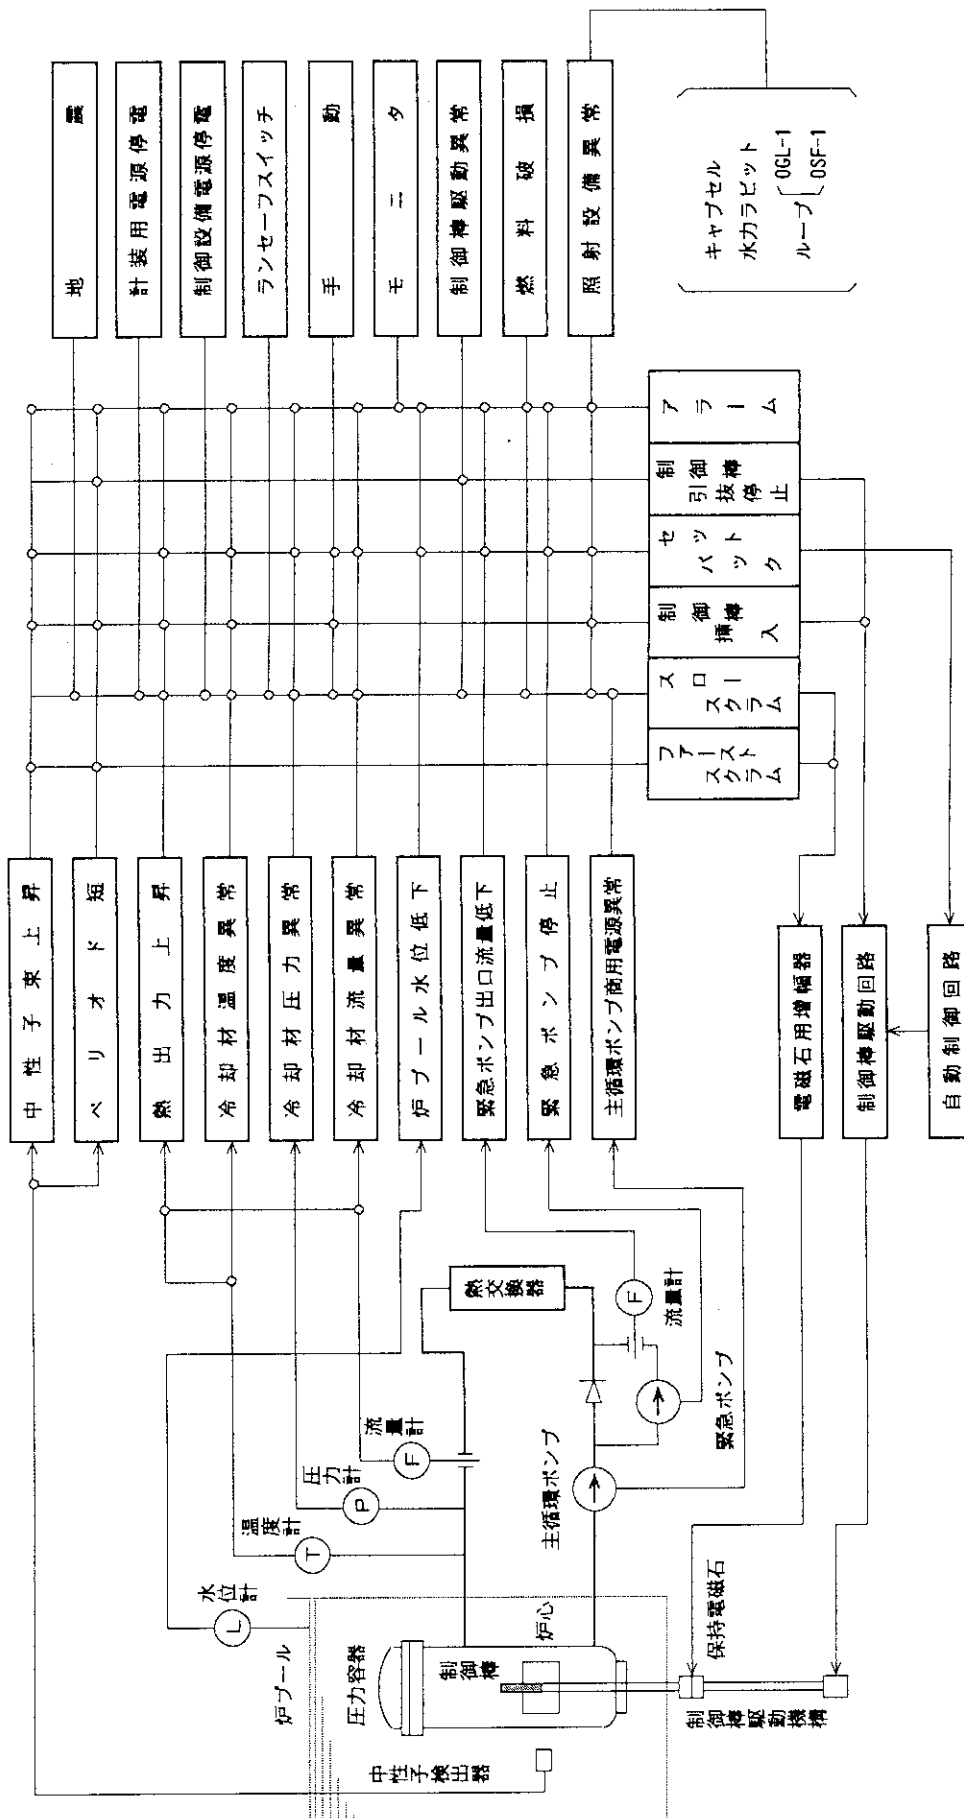 中性子束上昇
ペリオド短
熱出力上昇
冷却材温度異常
冷却材圧力異常
冷却材流量異常
炉プール水位低下
緊急ポンプ出口流量低下
緊急ポンプ停止
主循環ポンプ商用電源異常
地震
計装用電源停電
制御設備電源停電
ランセーフスイッチ
手動
モニタ
制御棒駆動異常
燃料破損
照射設備異常
キャプセル
水力ラビット
ループ
OGL-1
OSF-1
ファースト
スクラム
スロー
スクラム
制御棒
挿入
セット
バック
制御棒
引抜停止
アラーム
電磁石用増幅器
制御棒駆動回路
自動制御回路
水位計
L
温度計
T
圧力計
P
流量計
F
熱交換器
F
流量計
緊急ポンプ
主循環ポンプ
炉プール
圧力容器
制御棒
炉心
中性子検出器
保持電磁石
制御棒駆動機構